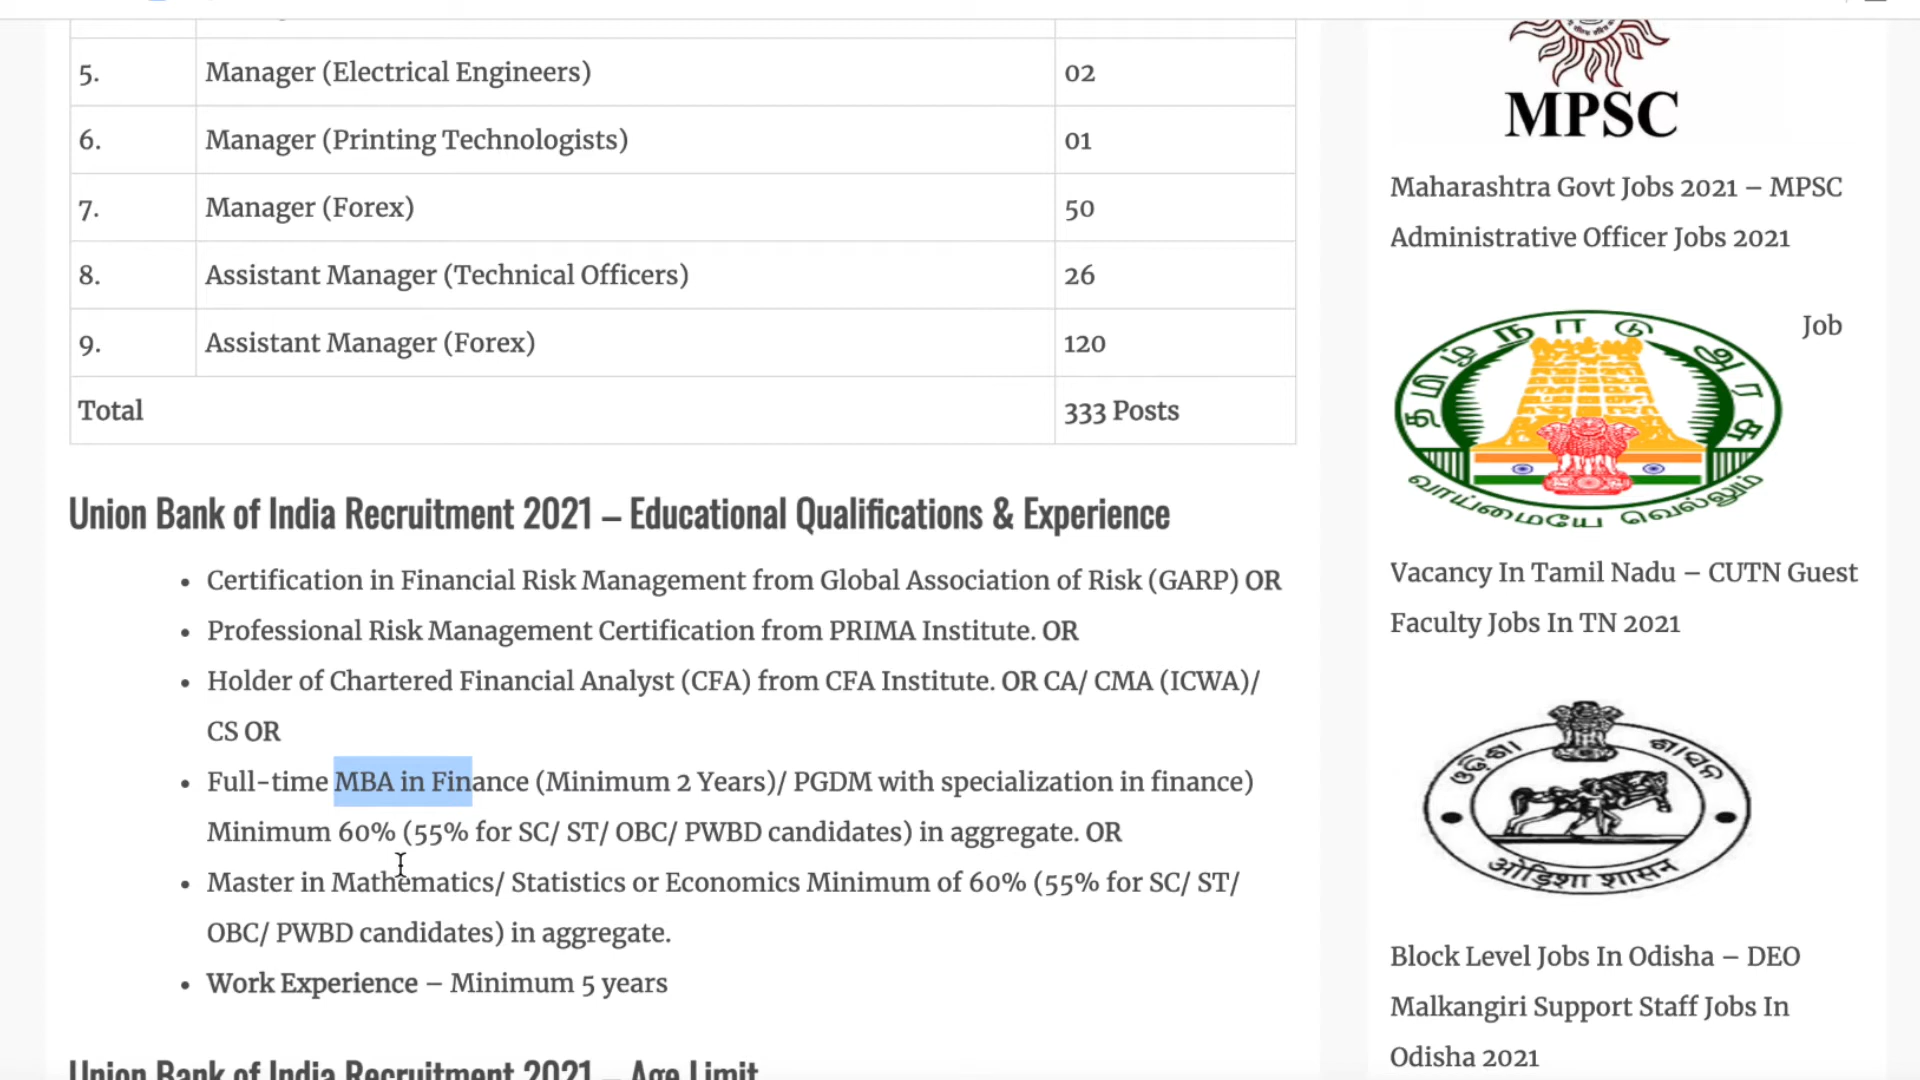 5. Manager (Electrical Engineers) 02
6. Manager (Printing Technologists) 01
7. Manager (Forex) 50
8. Assistant Manager (Technical Officers) 26
9. Assistant Manager (Forex) 120
Total 333 Posts
Union Bank of India Recruitment 2021 – Educational Qualifications & Experience
• Certification in Financial Risk Management from Global Association of Risk (GARP) OR
• Professional Risk Management Certification from PRIMA Institute. OR
• Holder of Chartered Financial Analyst (CFA) from CFA Institute. OR CA/ CMA (ICWA)/
CS OR
• Full-time MBA in Finance (Minimum 2 Years)/ PGDM with specialization in finance)
Minimum 60% (55% for SC/ ST/ OBC/ PWBD candidates) in aggregate. OR
• Master in Mathematics/ Statistics or Economics Minimum of 60% (55% for SC/ ST/
OBC/ PWBD candidates) in aggregate.
• Work Experience – Minimum 5 years
Union Bank of India Recruitment 2021 – Age Limit
MPSC
Maharashtra Govt Jobs 2021 – MPSC
Administrative Officer Jobs 2021
தமிழ் நாடு அரசு
வாய்மையே வெல்லும்
Job
Vacancy In Tamil Nadu – CUTN Guest
Faculty Jobs In TN 2021
ଓଡ଼ିଶା ଶାସନ
ओड़िशा शासन
Block Level Jobs In Odisha – DEO
Malkangiri Support Staff Jobs In
Odisha 2021